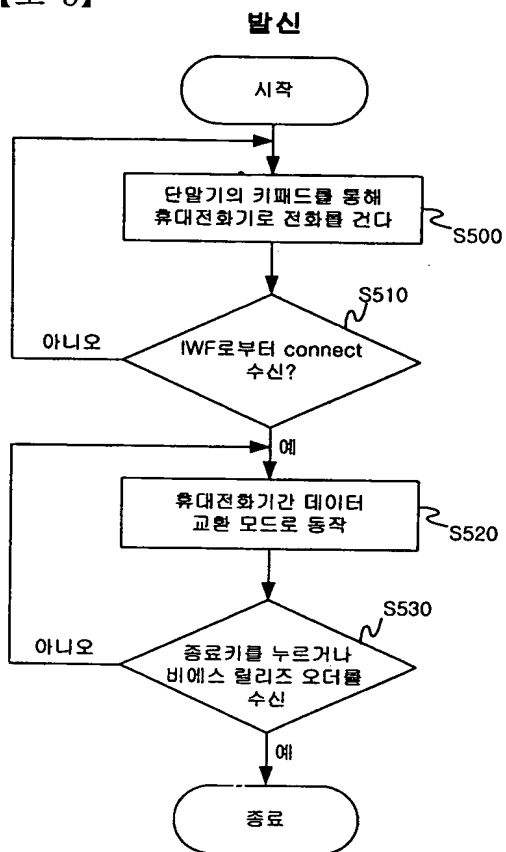 발신
시작
단말기의 키패드를 통해
휴대전화기로 전화를 건다
S500
S510
IWF로부터 connect
수신?
아니오
예
휴대전화기간 데이터
교환 모드로 동작
S520
S530
종료키를 누르거나
비에스 릴리즈 오더를
수신
아니오
예
종료